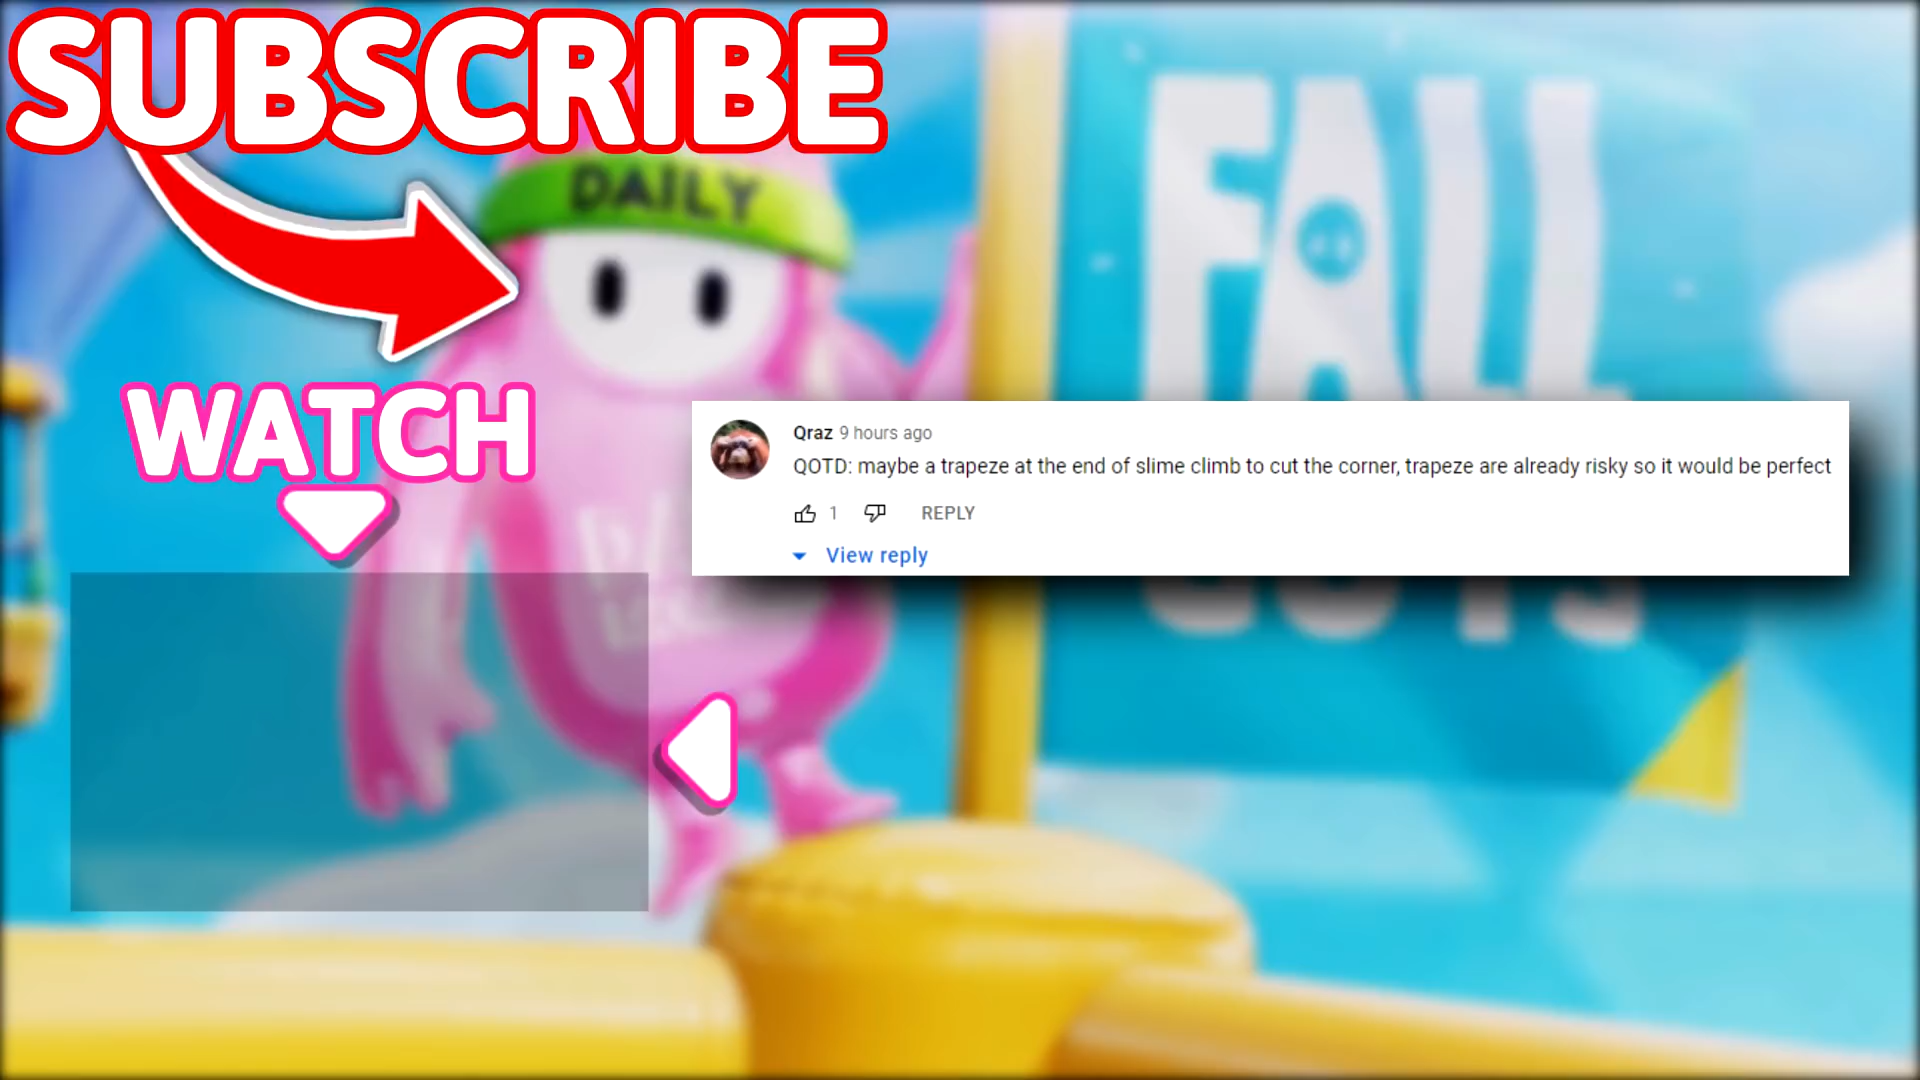 SUBSCRIBE
DAILY
FALL
WATCH
Qraz 9 hours ago
QOTD: maybe a trapeze at the end of slime climb to cut the corner, trapeze are already risky so it would be perfect
1 REPLY
View reply